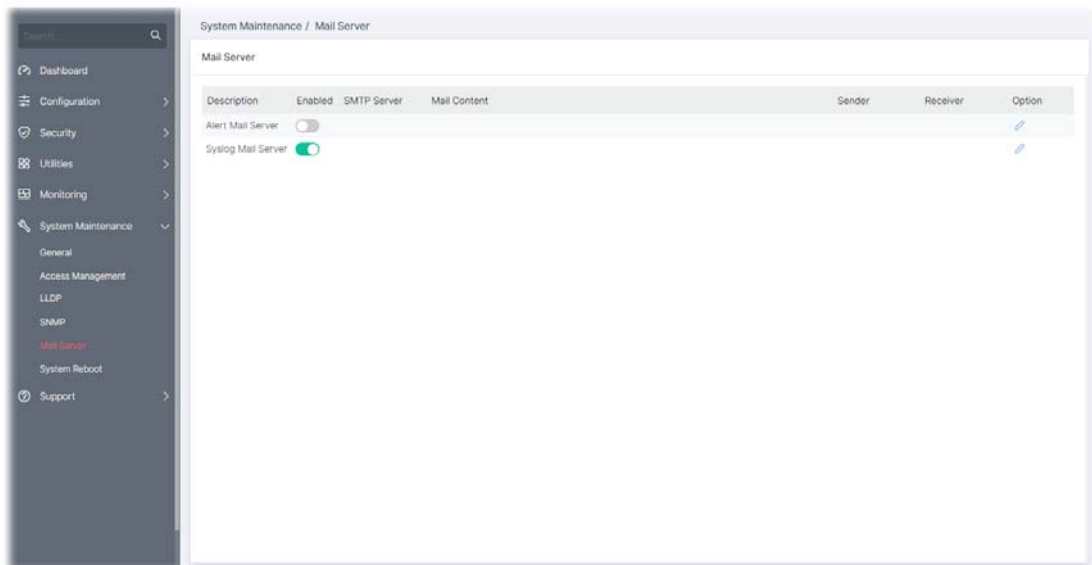 Search...
Dashboard
Configuration
Security
Utilities
Monitoring
System Maintenance
General
Access Management
LLDP
SNMP
Mail Server
System Reboot
Support
System Maintenance / Mail Server
Mail Server
Description Enabled SMTP Server Mail Content Sender Receiver Option
Alert Mail Server
Syslog Mail Server